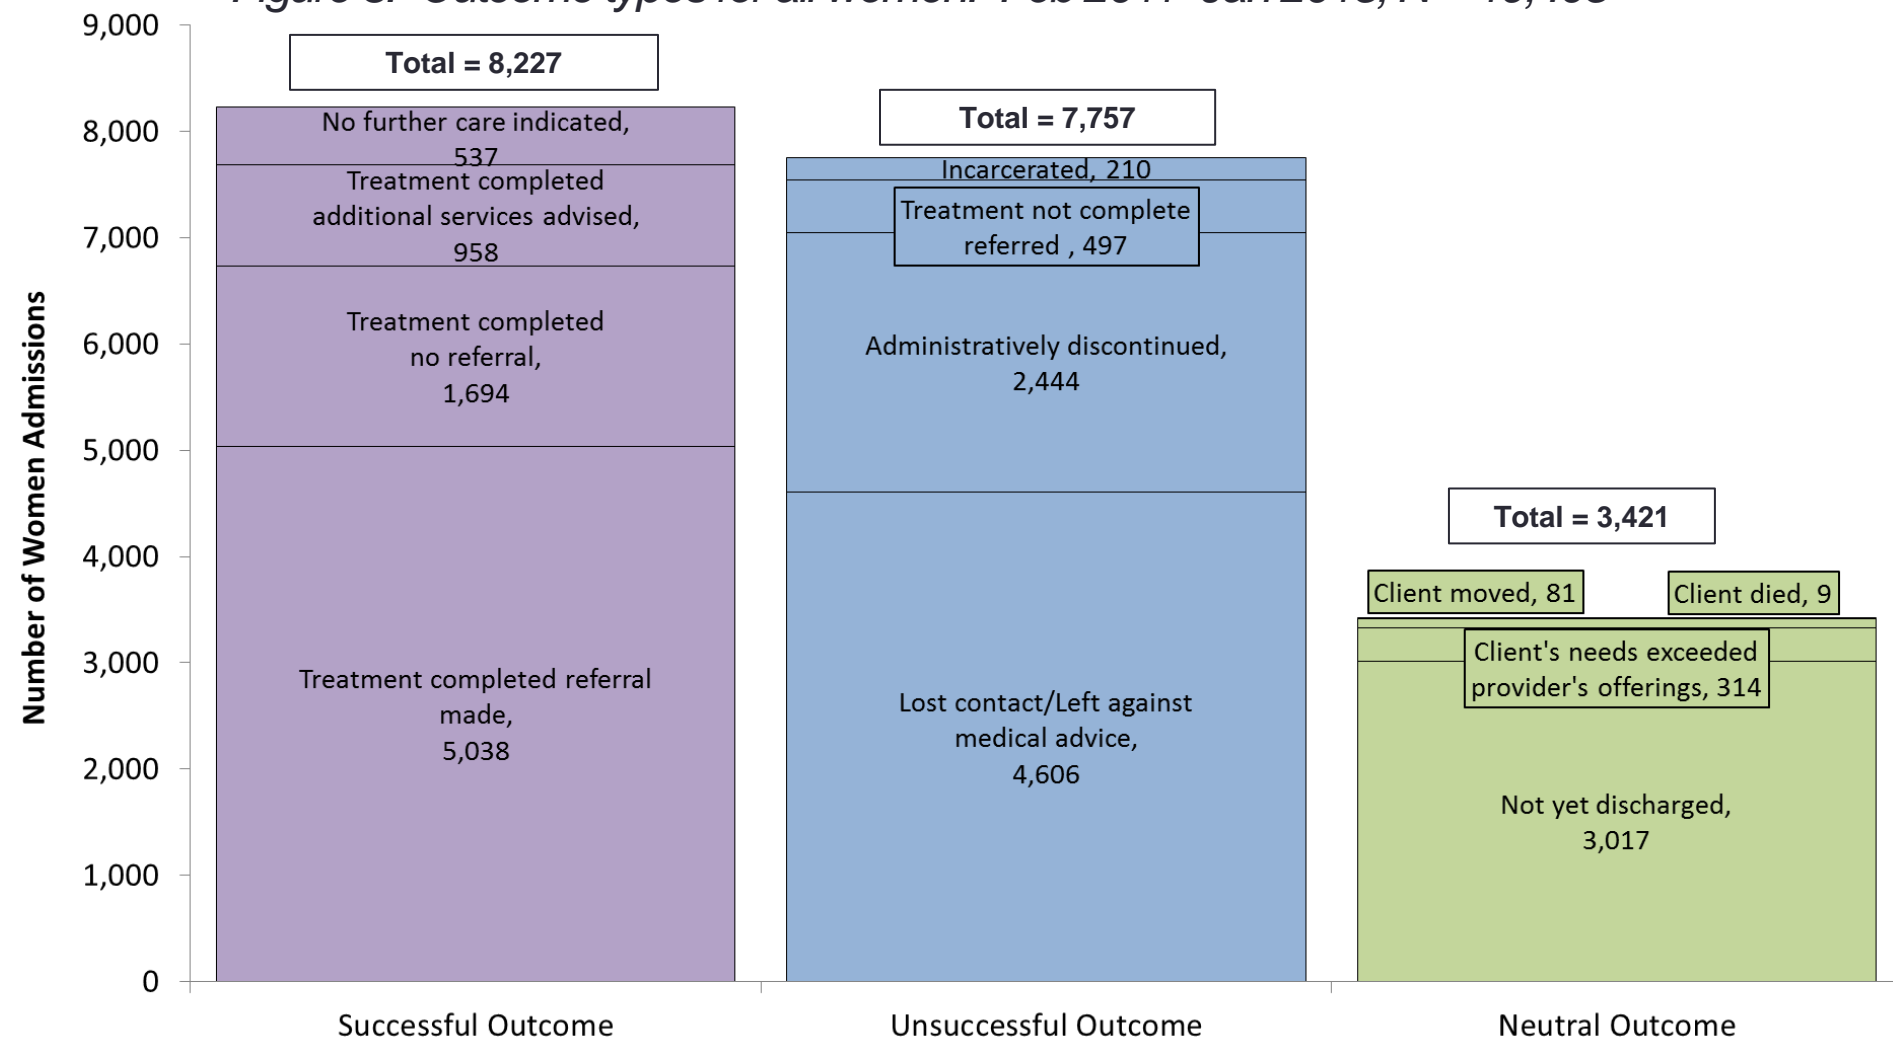 Total = 8,227
Total = 7,757
Total = 3,421
Number of Women Admissions
9,000
8,000
7,000
6,000
5,000
4,000
3,000
2,000
1,000
0
No further care indicated,
537
Treatment completed
additional services advised,
958
Treatment completed
no referral,
1,694
Treatment completed referral
made,
5,038
Incarcerated, 210
Treatment not complete
referred , 497
Administratively discontinued,
2,444
Lost contact/Left against
medical advice,
4,606
Client moved, 81
Client died, 9
Client's needs exceeded
provider's offerings, 314
Not yet discharged,
3,017
Successful Outcome
Unsuccessful Outcome
Neutral Outcome